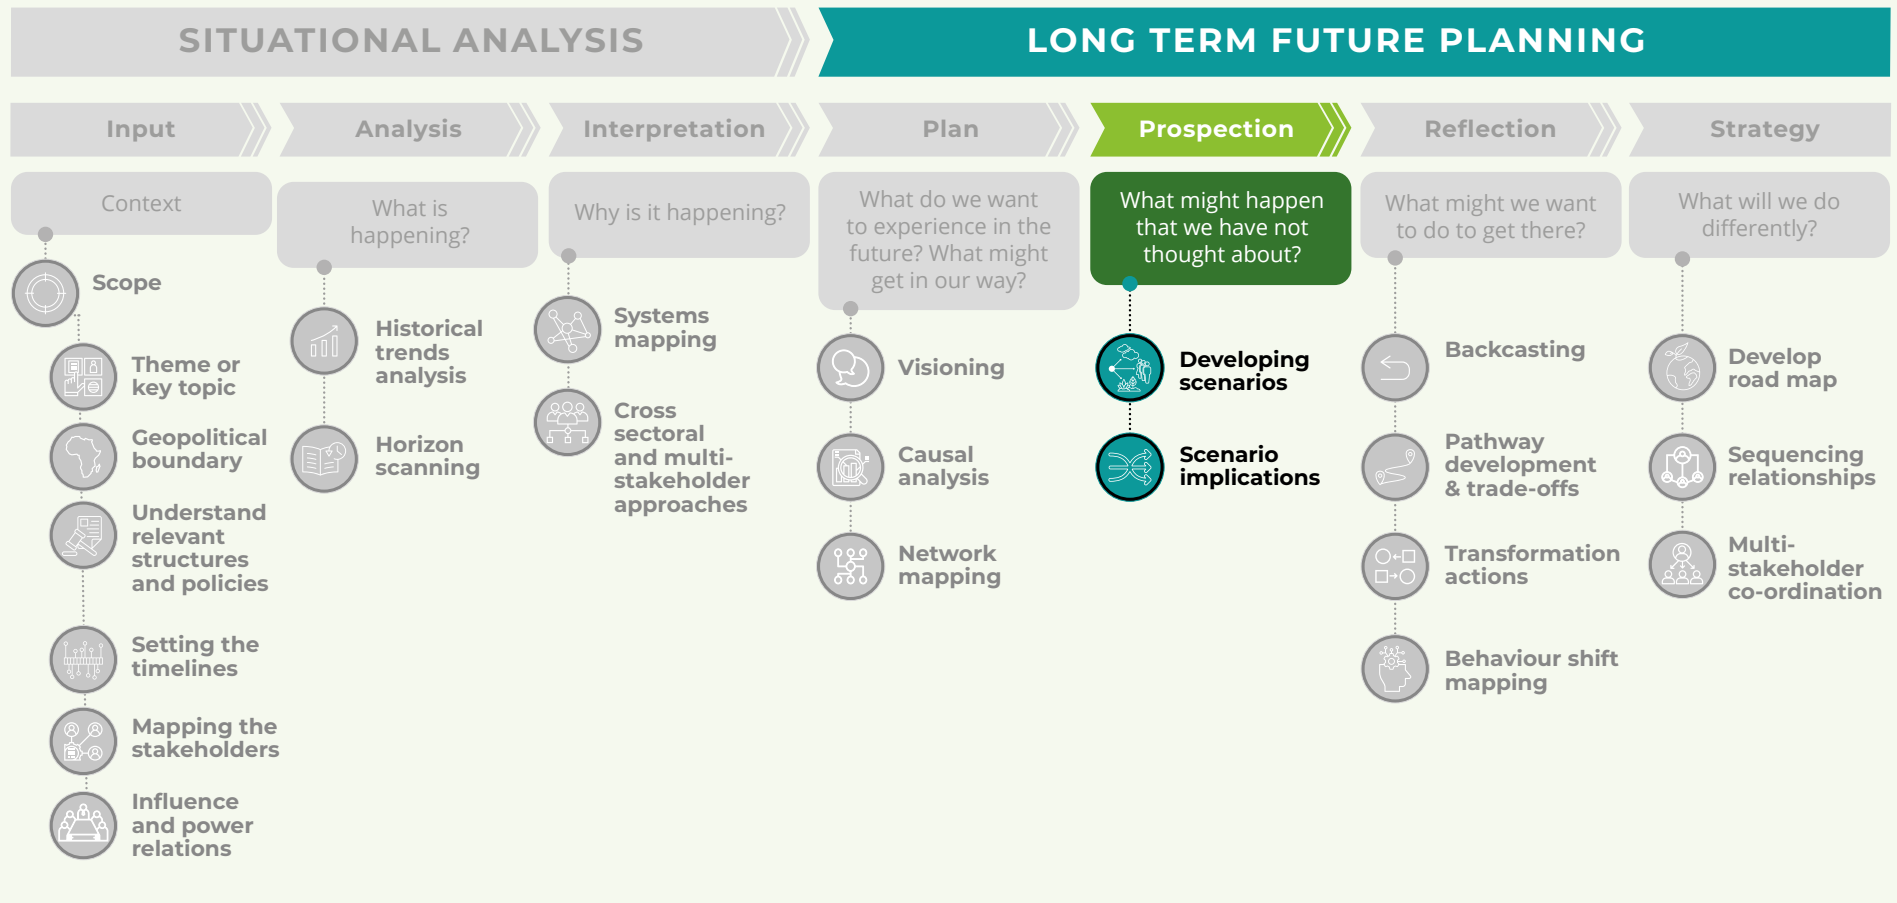 SITUATIONAL ANALYSIS
LONG TERM FUTURE PLANNING
Input
Analysis
Interpretation
Plan
Prospection
Reflection
Strategy
Context
Scope
Theme or
key topic
Geopolitical
boundary
Understand
relevant
structures
and policies
Setting the
timelines
Mapping the
stakeholders
Influence
and power
relations
What is
happening?
Historical
trends
analysis
Horizon
scanning
Why is it happening?
Systems
mapping
Cross
sectoral
and multi-
stakeholder
approaches
What do we want
to experience in the
future? What might
get in our way?
Visioning
Causal
analysis
Network
mapping
What might happen
that we have not
thought about?
Developing
scenarios
Scenario
implications
What might we want
to do to get there?
Backcasting
Pathway
development
& trade-offs
Transformation
actions
Behaviour shift
mapping
What will we do
differently?
Develop
road map
Sequencing
relationships
Multi-
stakeholder
co-ordination